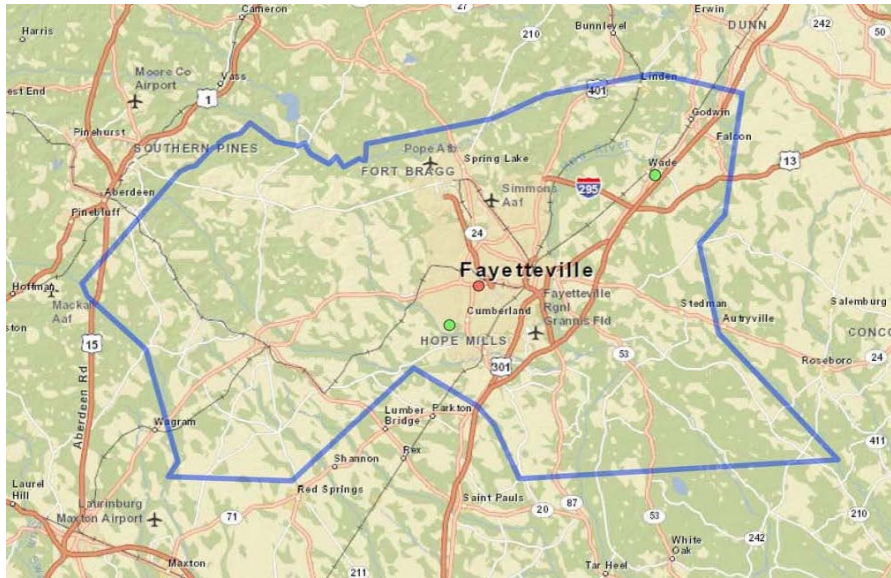 Cameron
27
Erwin
DUNN
Harris
Bunnlevel
210
242
50
Vass
Moore Co
Airport
1
Linden
401
est End
Godwin
Pinehurst
SOUTHERN PINES
Falcon
Pope Afb
Spring Lake
Wade
13
FORT BRAGG
Simmons
Aaf
295
Aberdeen
Pinebluff
24
Fayetteville
Hoffman
Mackall
Aaf
Cumberland
Fayetteville
Rgnl
Grannis Fld
Stedman
Autryville
Salemburg
ston
CONCO
15
HOPE MILLS
53
Roseboro
24
301
Aberdeen Rd
Wagram
Lumber
Bridge
Parkton
411
Rex
Shannon
Laurel
Hill
Red Springs
Saint Pauls
87
20
Laurinburg
Maxton Airport
71
53
210
242
White
Oak
Maxton
211
Tar Heel